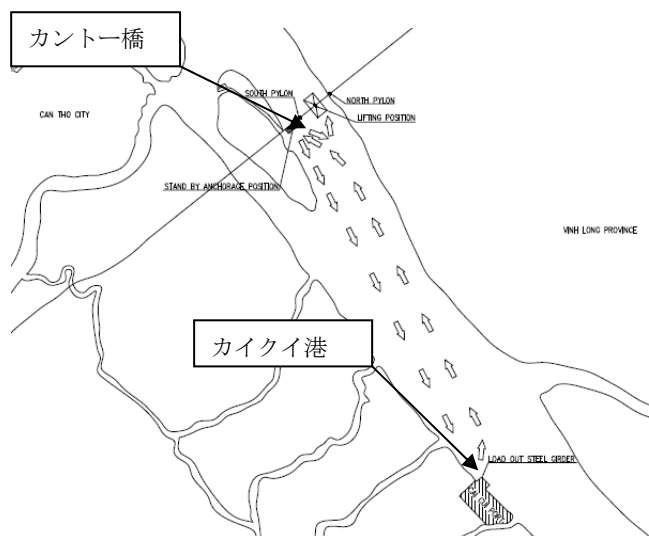 カントー橋
SOUTH PYLON
NORTH PYLON
LIFTING POSITION
CAN THO CITY
STAND BY ANCHORAGE POSITION
VINH LONG PROVINCE
カイクイ港
LOAD OUT STEEL GIRDER